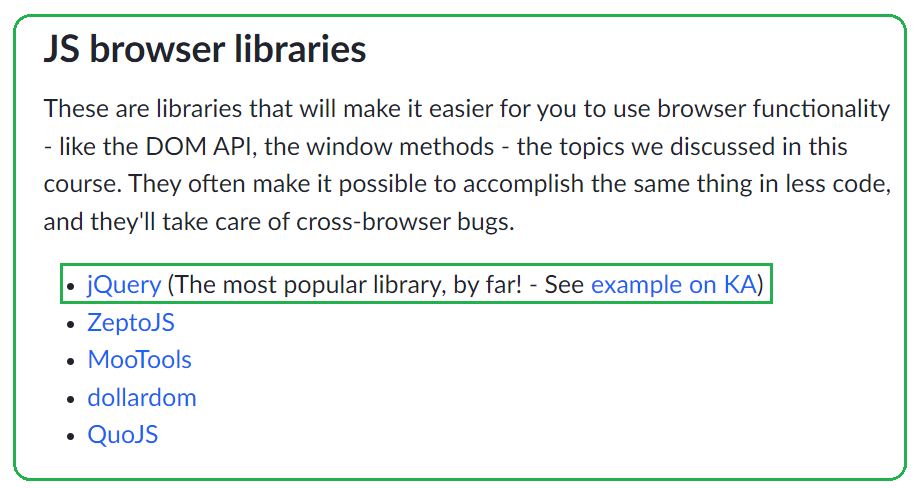 JS browser libraries
These are libraries that will make it easier for you to use browser functionality
- like the DOM API, the window methods - the topics we discussed in this
course. They often make it possible to accomplish the same thing in less code,
and they'll take care of cross-browser bugs.
• jQuery (The most popular library, by far! - See example on KA)
• ZeptoJS
• MooTools
• dollardom
• QuoJS